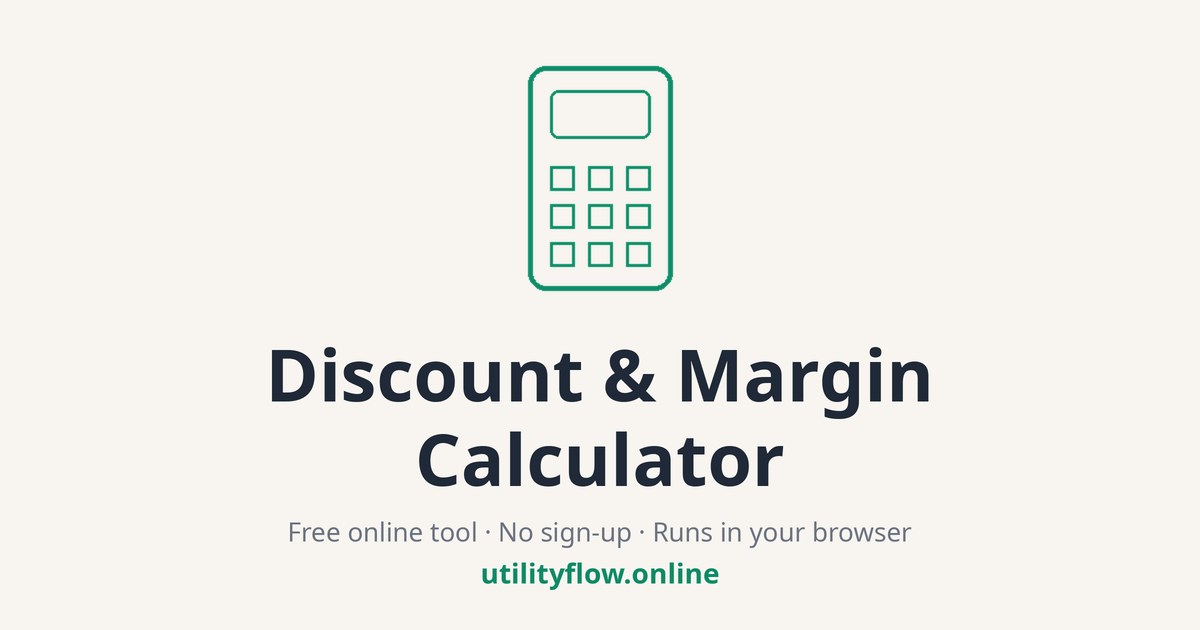 Discount & Margin
Calculator
Free online tool · No sign-up · Runs in your browser
utilityflow.online